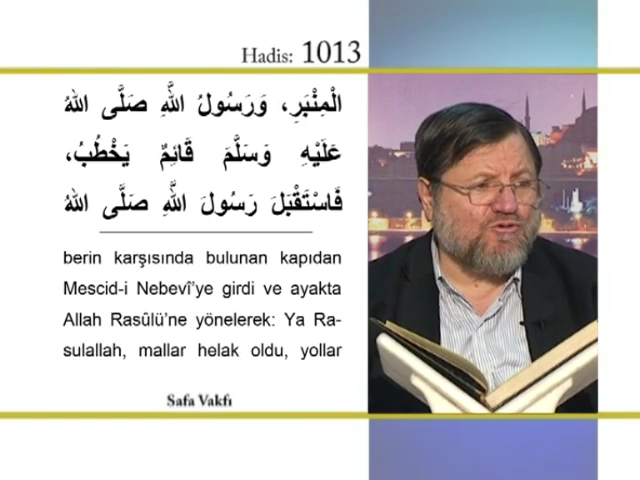 Hadis: 1013
الْمِنْبَرِ، وَرَسُولُ اللّٰهِ صَلَّى اللهُ
عَلَيْهِ وَسَلَّمَ قَائِمٌ يَخْطُبُ،
فَاسْتَقْبَلَ رَسُولَ اللّٰهِ صَلَّى اللهُ
berin karşısında bulunan kapıdan
Mescid-i Nebevî’ye girdi ve ayakta
Allah Rasûlü’ne yönelerek: Ya Ra-
sulallah, mallar helak oldu, yollar
Safa Vakfı